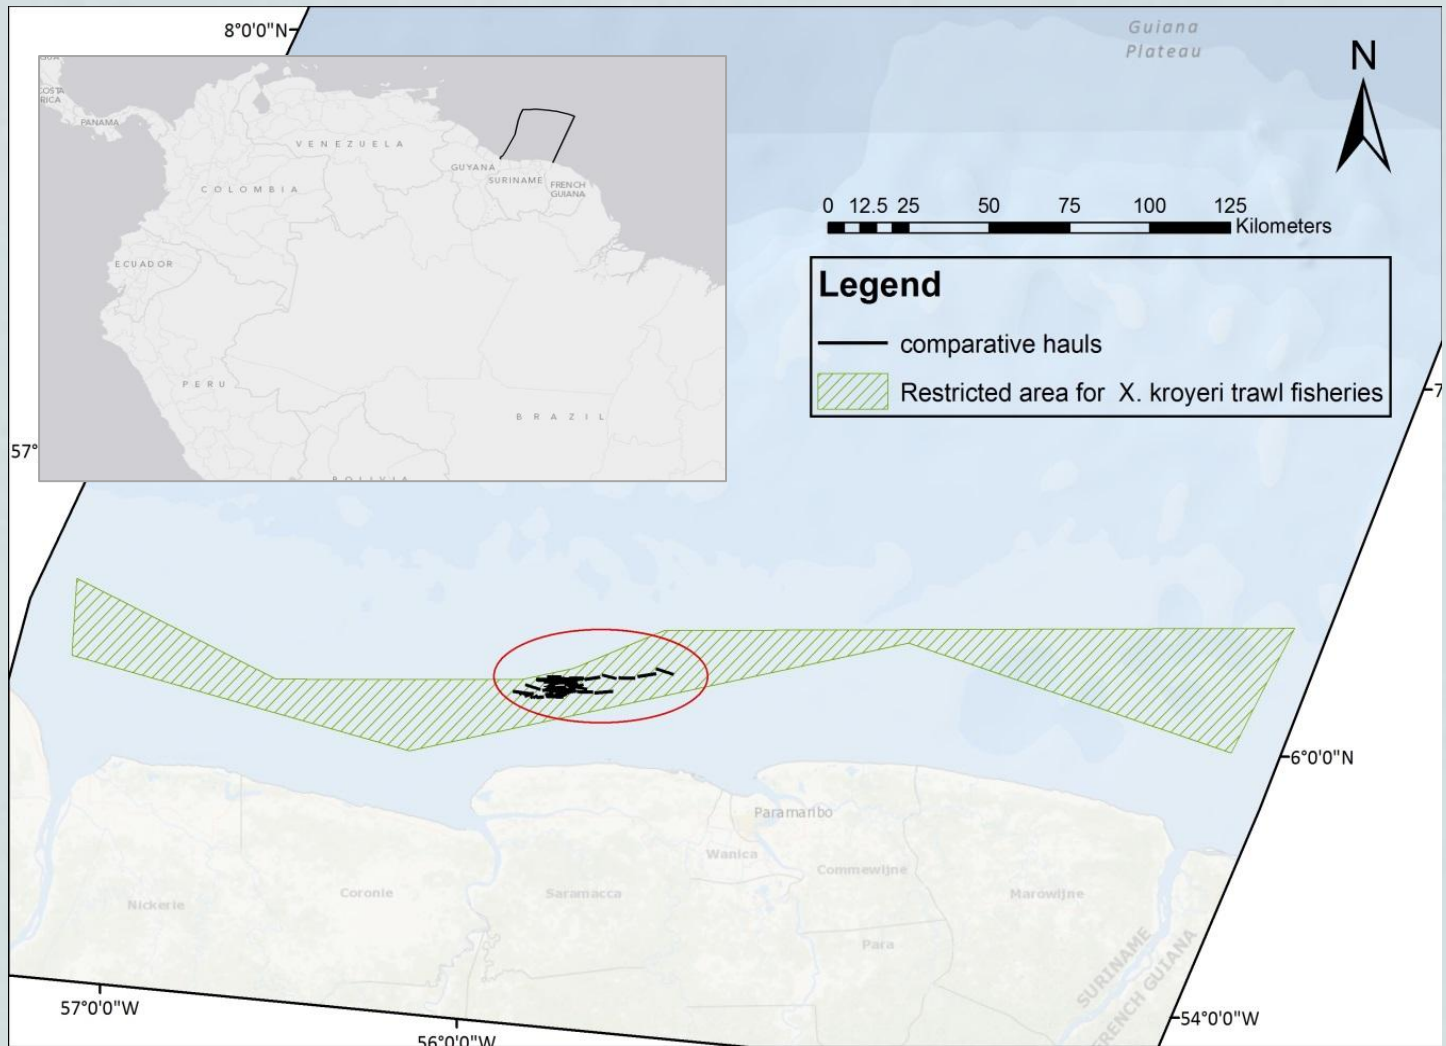 8°0'0"N
Guiana
Plateau
N
COSTA
RICA
PANAMA
VENEZUELA
GUYANA
SURINAME
FRENCH
GUIANA
COLOMBIA
ECUADOR
PERU
BRAZIL
BOLIVIA
0 12.5 25 50 75 100 125
Kilometers
Legend
comparative hauls
Restricted area for X. kroyeri trawl fisheries
7
57°
6°0'0"N
Paramaribo
Wanica
Commewijne
Nickerie
Coronie
Saramacca
Marowijne
Para
SURINAME
FRENCH GUIANA
57°0'0"W
56°0'0"W
54°0'0"W